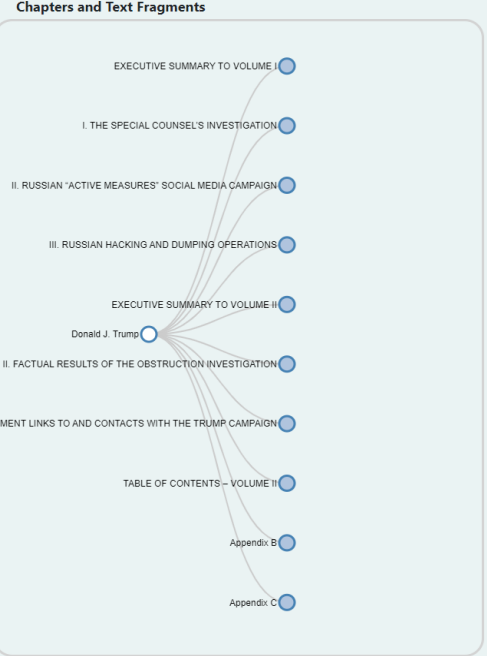 Chapters and Text Fragments
EXECUTIVE SUMMARY TO VOLUME I
I. THE SPECIAL COUNSEL'S INVESTIGATION
II. RUSSIAN “ACTIVE MEASURES” SOCIAL MEDIA CAMPAIGN
III. RUSSIAN HACKING AND DUMPING OPERATIONS
EXECUTIVE SUMMARY TO VOLUME II
Donald J. Trump
II. FACTUAL RESULTS OF THE OBSTRUCTION INVESTIGATION
MENT LINKS TO AND CONTACTS WITH THE TRUMP CAMPAIGN
TABLE OF CONTENTS – VOLUME II
Appendix B
Appendix C